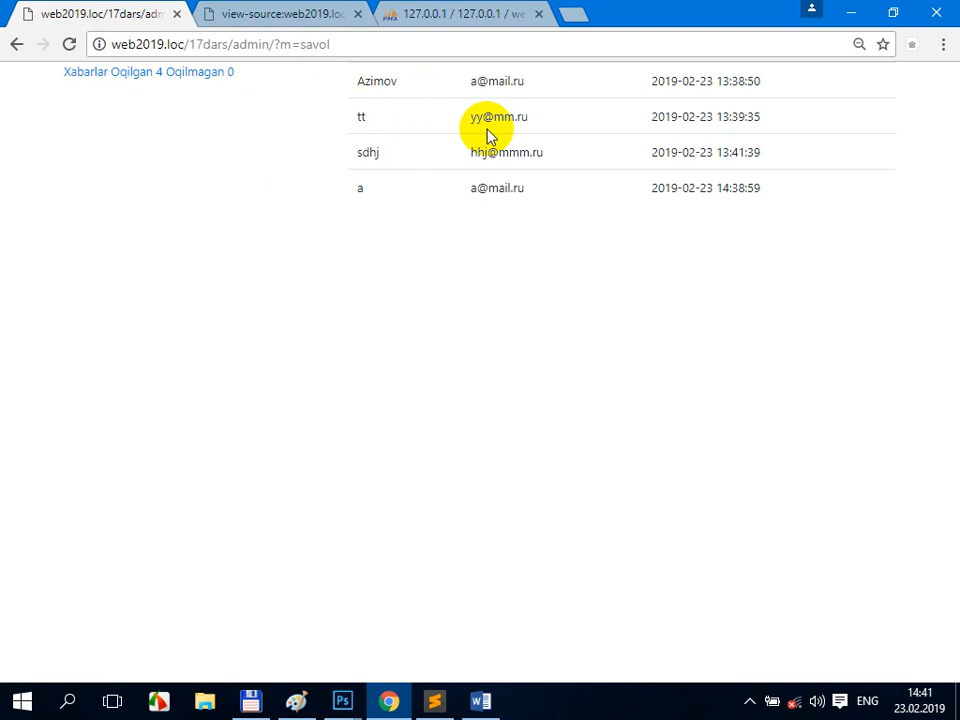 web2019.loc/17dars/adm
view-source:web2019.loc
127.0.0.1 / 127.0.0.1 / we
web2019.loc/17dars/admin/?m=savol
Xabarlar Oqilgan 4 Oqilmagan 0
Azimov a@mail.ru 2019-02-23 13:38:50
tt yy@mm.ru 2019-02-23 13:39:35
sdhj hhj@mmm.ru 2019-02-23 13:41:39
a a@mail.ru 2019-02-23 14:38:59
Ps
ENG
14:41
23.02.2019